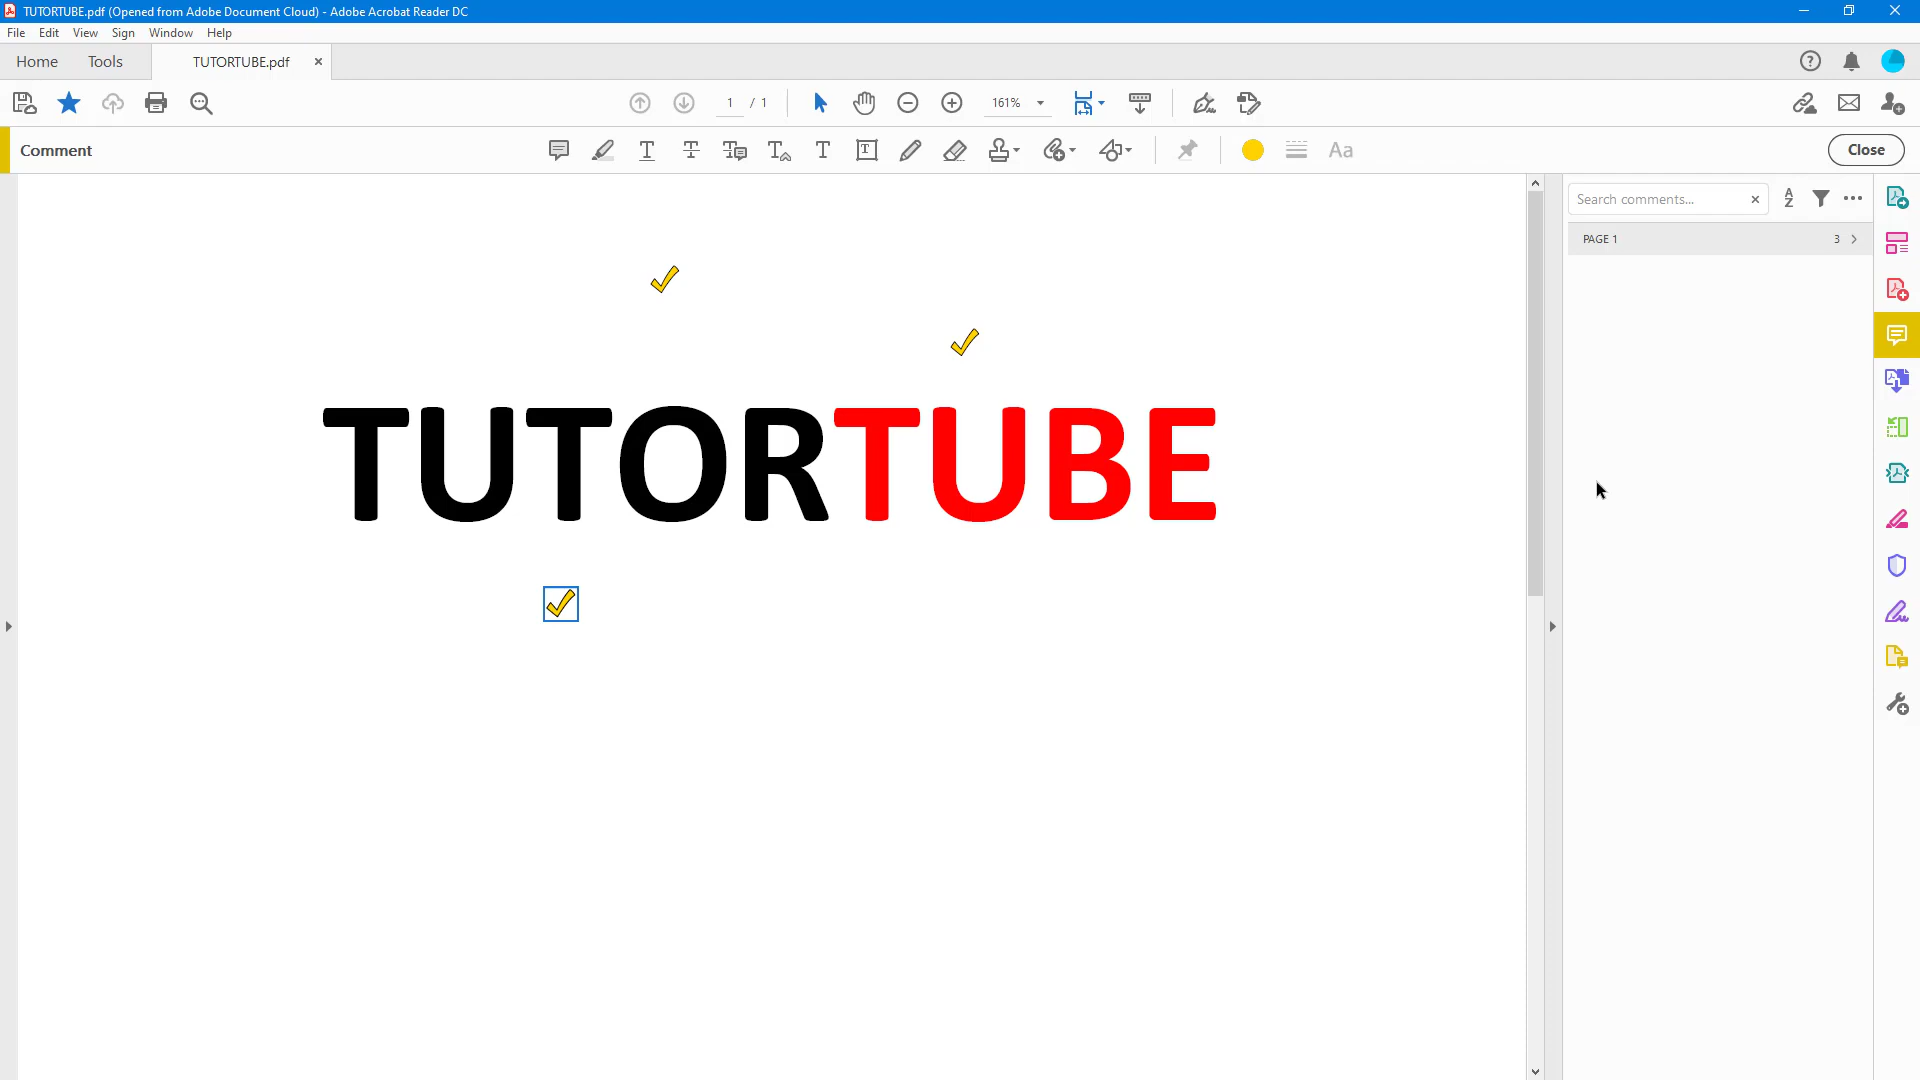 TUTORTUBE.pdf (Opened from Adobe Document Cloud) - Adobe Acrobat Reader DC
File Edit View Sign Window Help
Home Tools TUTORTUBE.pdf
1 / 1 161%
Comment
Aa
Close
Search comments...
A
Z
PAGE 1 3
TUTORTUBE